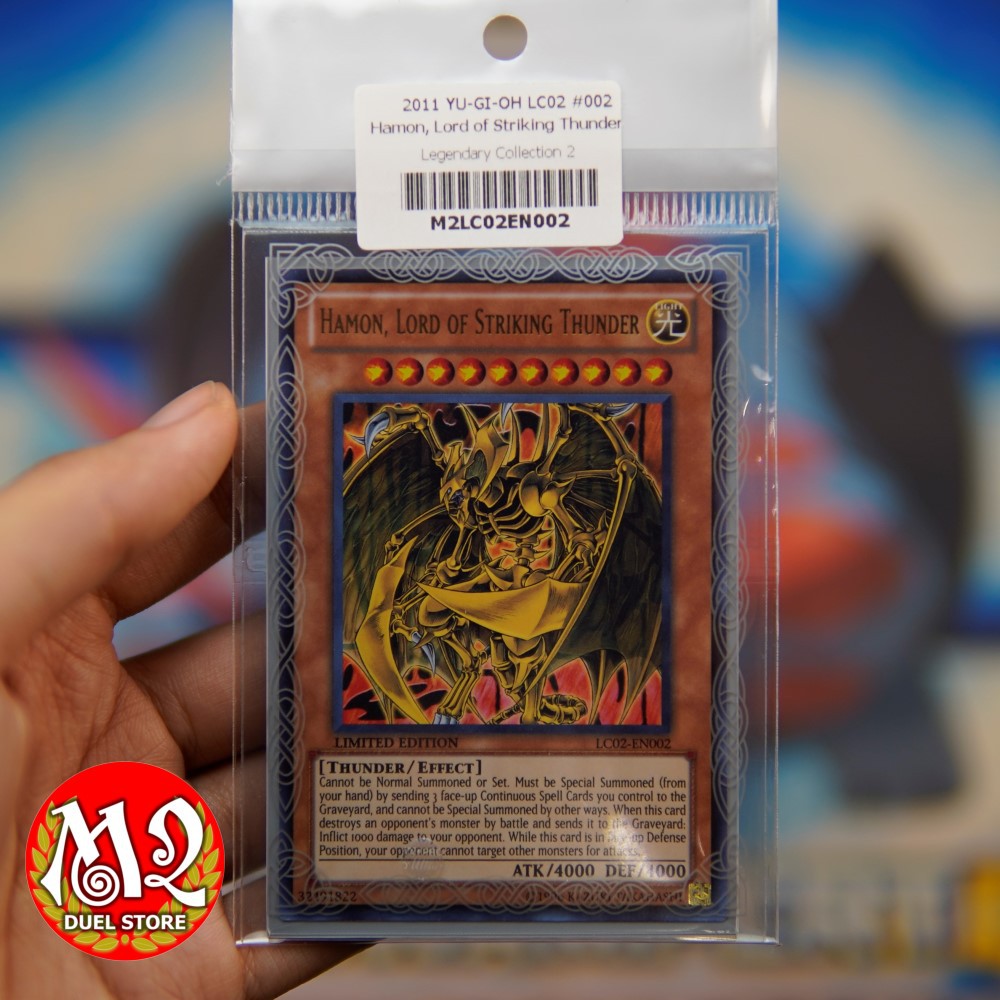 2011 YU-GI-OH LC02 #002
Hamon, Lord of Striking Thunder
Legendary Collection 2
M2LC02EN002
HAMON, LORD OF STRIKING THUNDER
LIGHT
光
LIMITED EDITION
LC02-EN002
[THUNDER/EFFECT]
Cannot be Normal Summoned or Set. Must be Special Summoned (from
your hand) by sending 3 face-up Continuous Spell Cards you control to the
Graveyard, and cannot be Special Summoned by other ways. When this card
destroys an opponent's monster by battle and sends it to the Graveyard:
Inflict 1000 damage to your opponent. While this card is in face-up Defense
Position, your opponent cannot target other monsters for attacks.
ATK/4000 DEF/4000
32491822
KAZUKI TAKAHASHI
M2
DUEL STORE